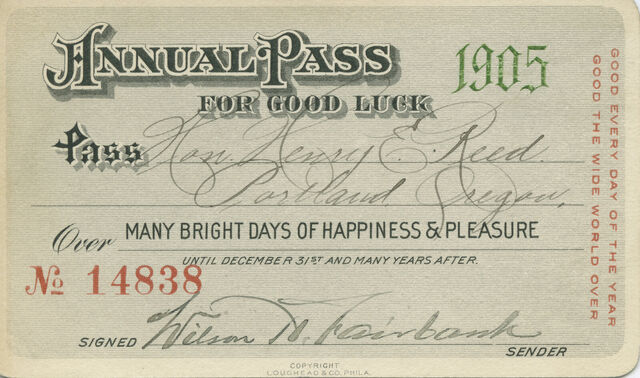 ANNUAL PASS
1905
FOR GOOD LUCK
Pass Hon. Henry E. Reed.
Portland Oregon,
Over MANY BRIGHT DAYS OF HAPPINESS & PLEASURE
UNTIL DECEMBER 31ST AND MANY YEARS AFTER.
No 14838
SIGNED Wilson H. Fairbank
SENDER
COPYRIGHT
LOUGHEAD & CO. PHILA.
GOOD EVERY DAY OF THE YEAR
GOOD THE WIDE WORLD OVER